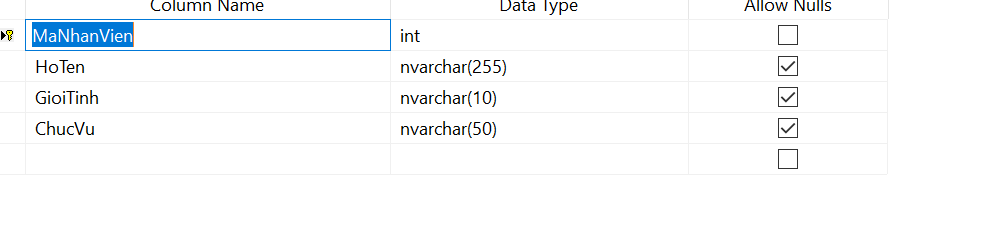 Column Name Data Type Allow Nulls
MaNhanVien int
HoTen nvarchar(255)
GioiTinh nvarchar(10)
ChucVu nvarchar(50)